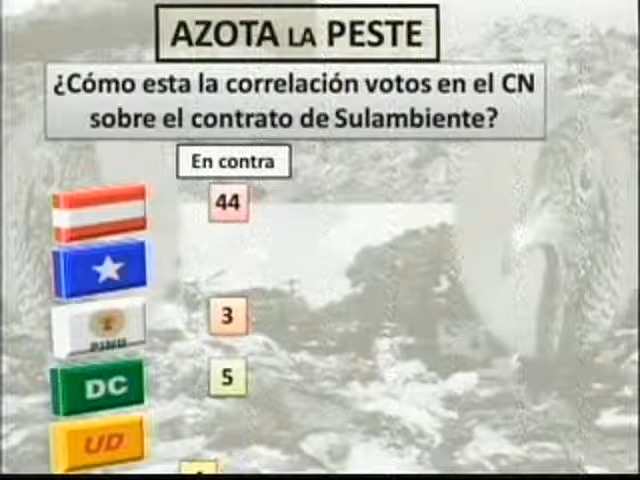 AZOTA LA PESTE
¿Cómo esta la correlación votos en el CN
sobre el contrato de Sulambiente?
En contra
44
3
PINU
5
DC
UD